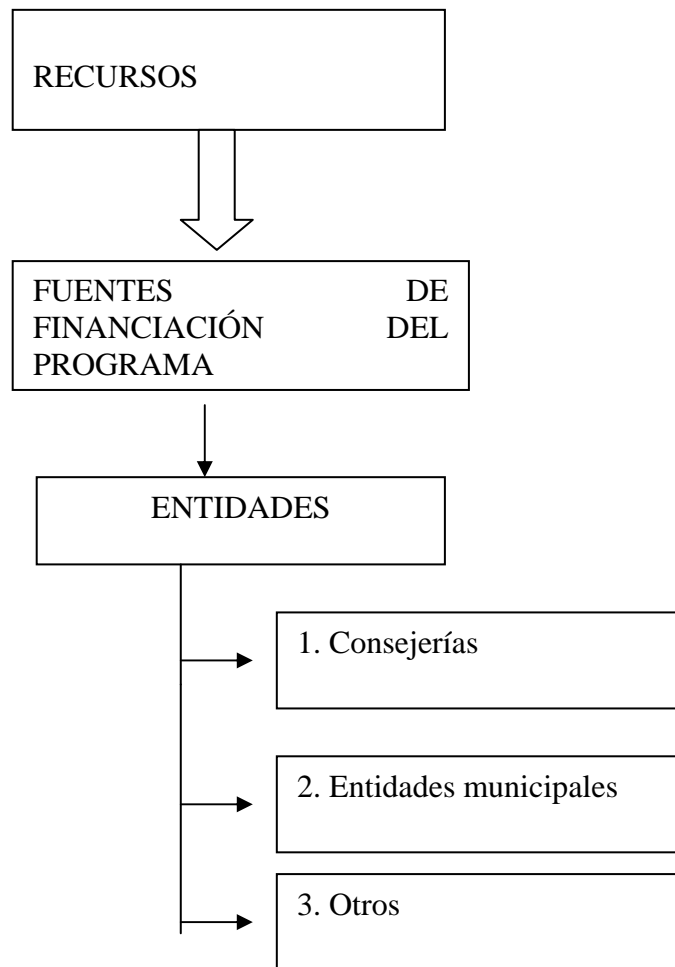 RECURSOS
FUENTES DE
FINANCIACIÓN DEL
PROGRAMA
ENTIDADES
1. Consejerías
2. Entidades municipales
3. Otros